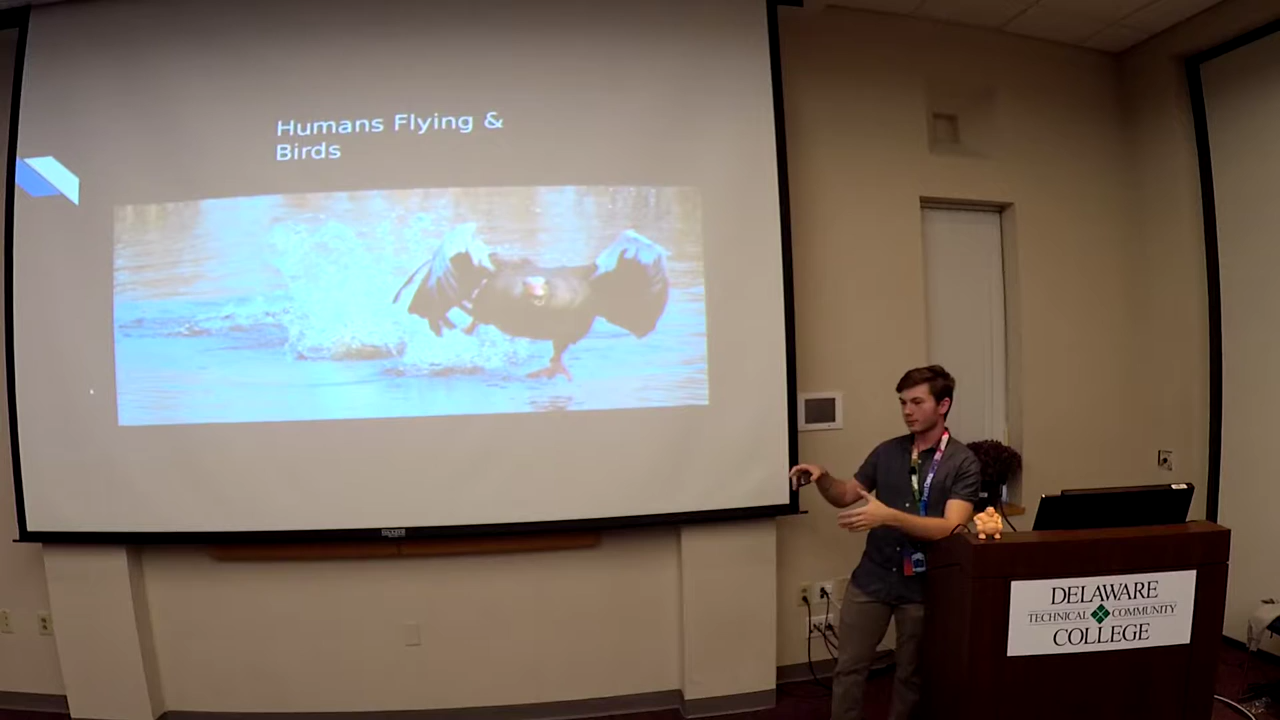 Humans Flying &
Birds
DELAWARE
TECHNICAL COMMUNITY
COLLEGE